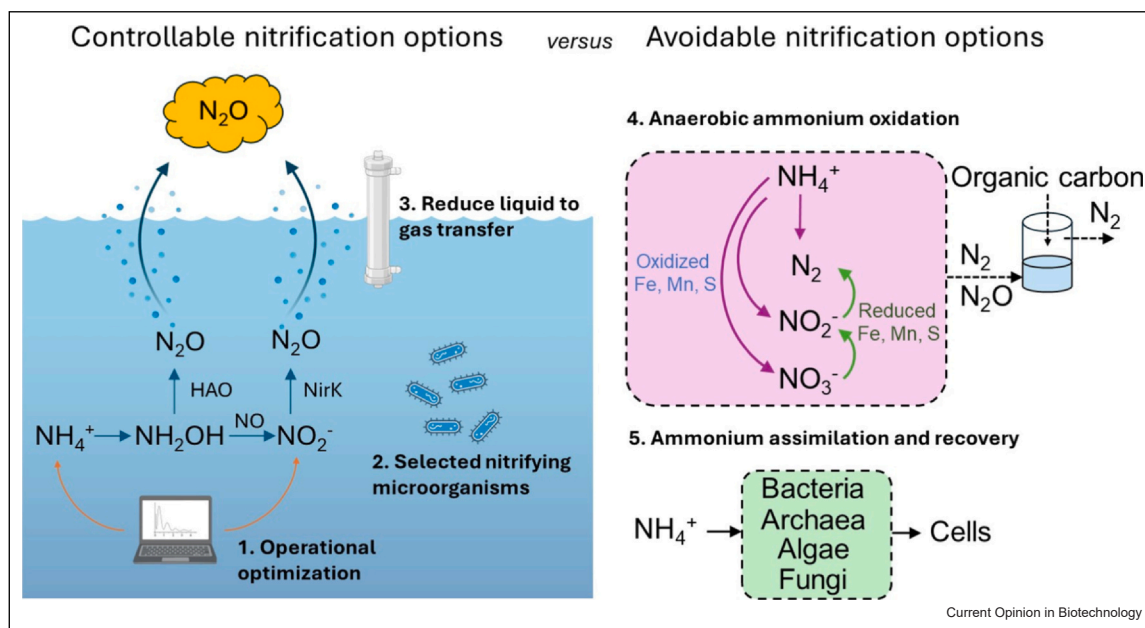 Controllable nitrification options versus Avoidable nitrification options
N₂O
3. Reduce liquid to
gas transfer
N₂O N₂O
HAO NirK
NH₄⁺ NH₂OH NO NO₂⁻
2. Selected nitrifying
microorganisms
1. Operational
optimization
4. Anaerobic ammonium oxidation
NH₄⁺
N₂
NO₂⁻
NO₃⁻
Oxidized
Fe, Mn, S
Reduced
Fe, Mn, S
Organic carbon
N₂
N₂
N₂O
5. Ammonium assimilation and recovery
NH₄⁺
Bacteria
Archaea
Algae
Fungi
Cells
Current Opinion in Biotechnology